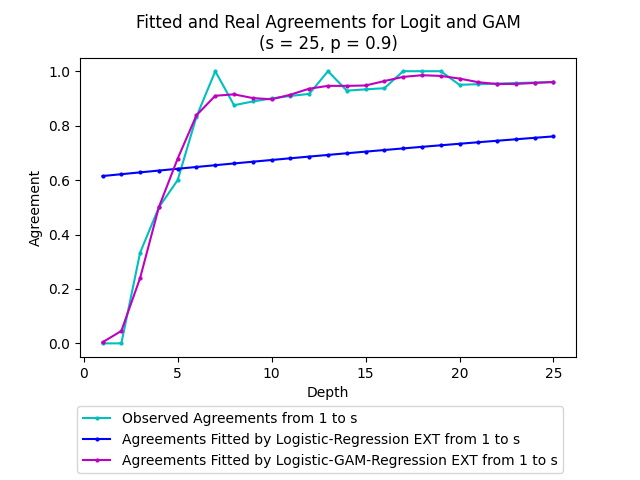 Fitted and Real Agreements for Logit and GAM
(s = 25, p = 0.9)
1.0
0.8
0.6
0.4
0.2
0.0
Agreement
0 5 10 15 20 25
Depth
Observed Agreements from 1 to s
Agreements Fitted by Logistic-Regression EXT from 1 to s
Agreements Fitted by Logistic-GAM-Regression EXT from 1 to s